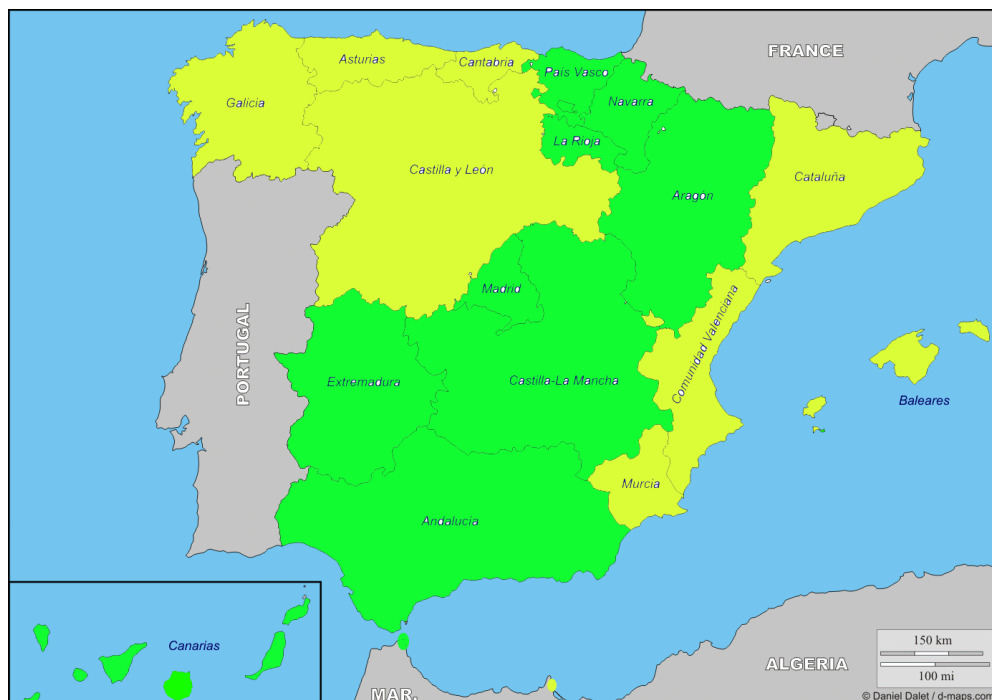 FRANCE
Asturias
Cantabria
País Vasco
Galicia
Navarra
La Rioja
Castilla y León
Cataluña
Aragón
Madrid
Comunidad Valenciana
PORTUGAL
Extremadura
Castilla-La Mancha
Baleares
Murcia
Andalucía
Canarias
150 km
100 mi
ALGERIA
MAR.
© Daniel Dalet / d-maps.com